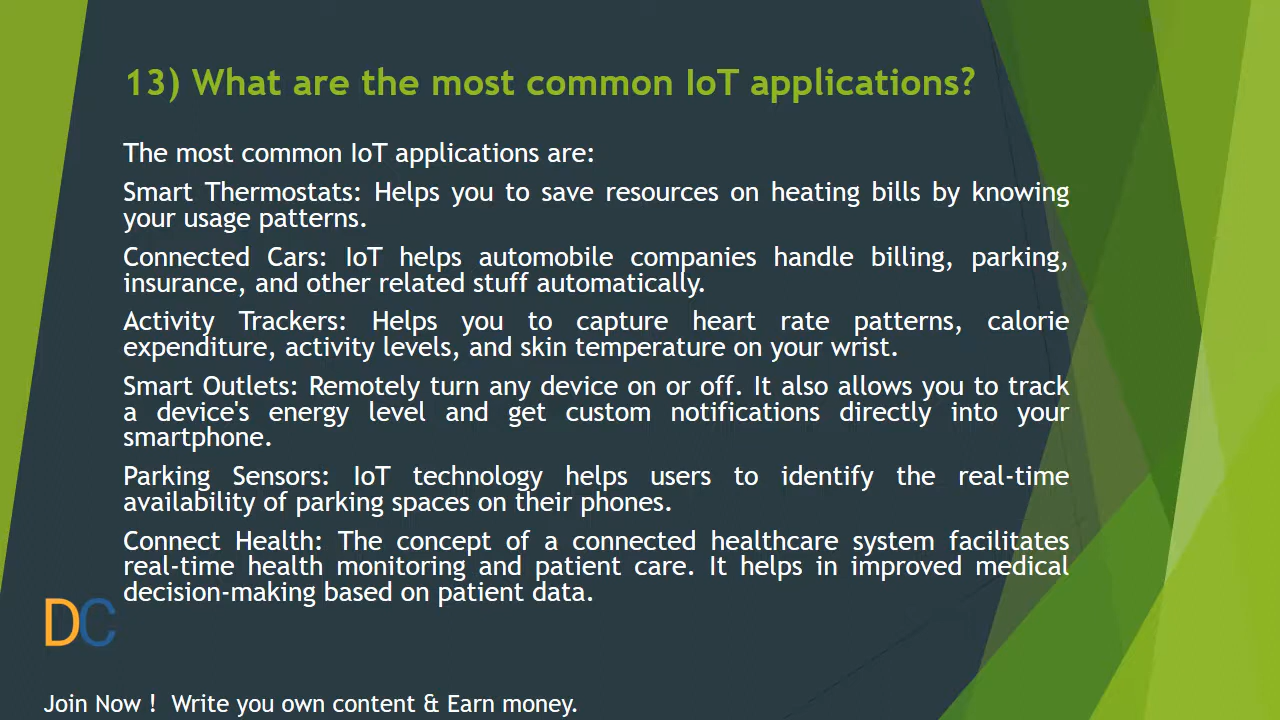 13) What are the most common IoT applications?
The most common IoT applications are:
Smart Thermostats: Helps you to save resources on heating bills by knowing
your usage patterns.
Connected Cars: IoT helps automobile companies handle billing, parking,
insurance, and other related stuff automatically.
Activity Trackers: Helps you to capture heart rate patterns, calorie
expenditure, activity levels, and skin temperature on your wrist.
Smart Outlets: Remotely turn any device on or off. It also allows you to track
a device's energy level and get custom notifications directly into your
smartphone.
Parking Sensors: IoT technology helps users to identify the real-time
availability of parking spaces on their phones.
Connect Health: The concept of a connected healthcare system facilitates
real-time health monitoring and patient care. It helps in improved medical
decision-making based on patient data.
DC
Join Now ! Write you own content & Earn money.